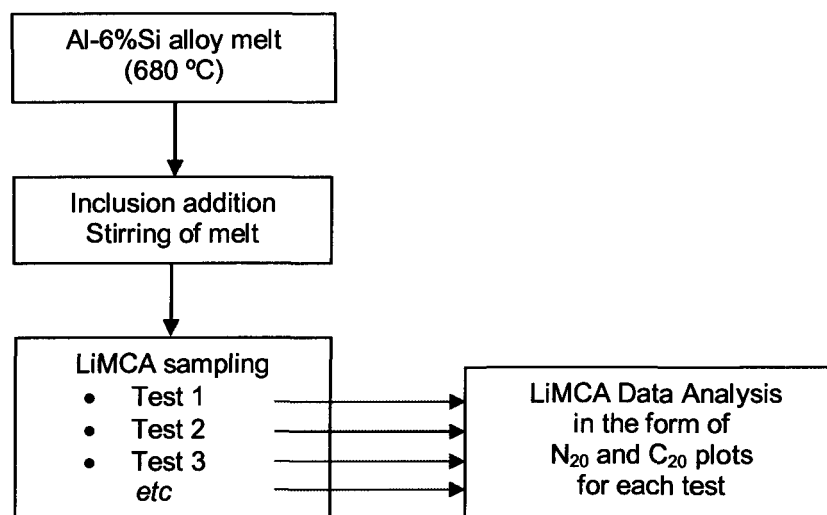 Al-6%Si alloy melt
(680 ºC)
Inclusion addition
Stirring of melt
LiMCA sampling
• Test 1
• Test 2
• Test 3
etc
LiMCA Data Analysis
in the form of
N₂₀ and C₂₀ plots
for each test